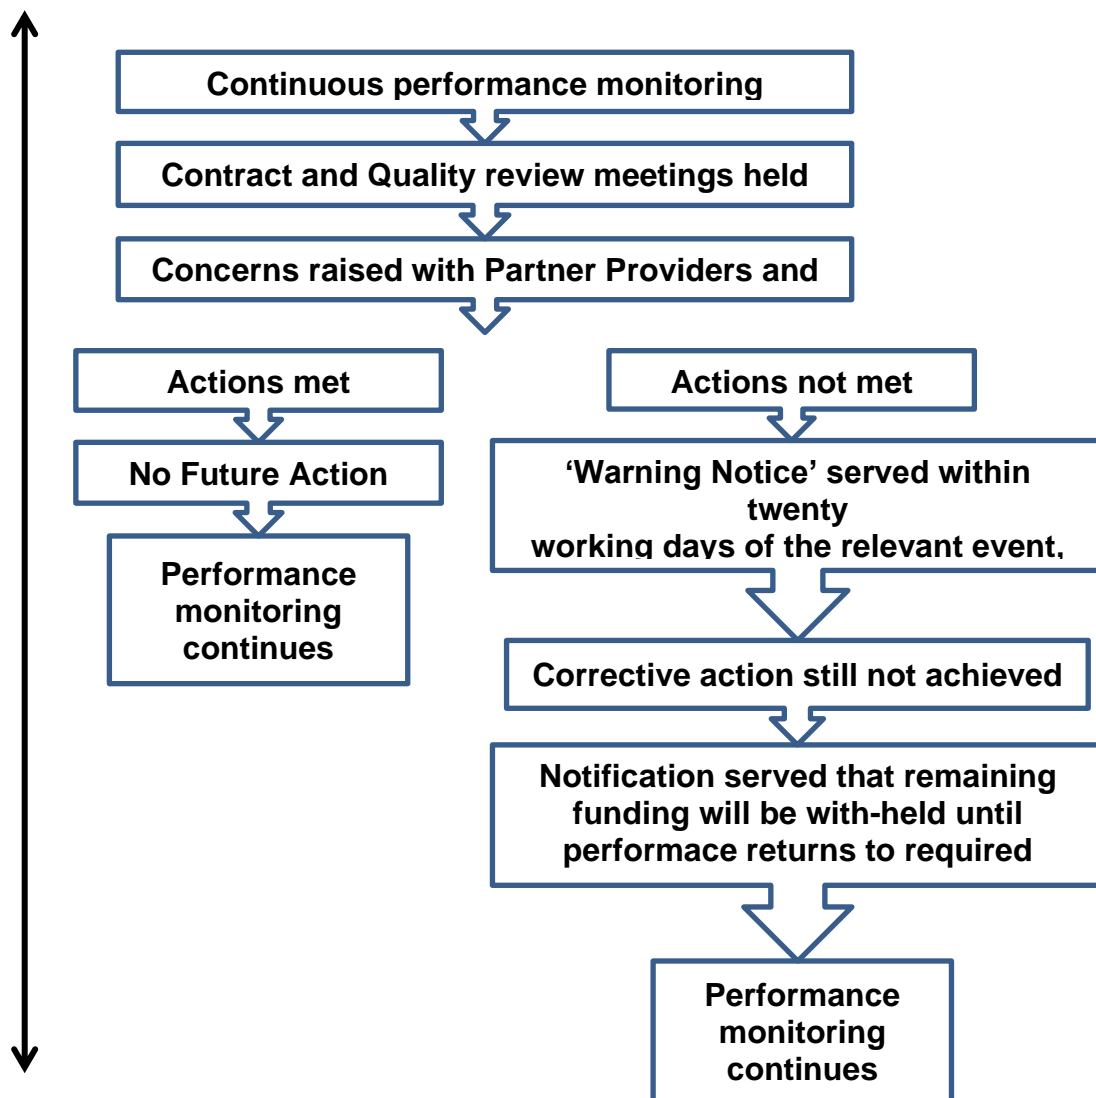 Continuous performance monitoring
Contract and Quality review meetings held
Concerns raised with Partner Providers and
Actions met
No Future Action
Performance
monitoring
continues
Actions not met
‘Warning Notice’ served within
twenty
working days of the relevant event,
Corrective action still not achieved
Notification served that remaining
funding will be with-held until
performace returns to required
Performance
monitoring
continues